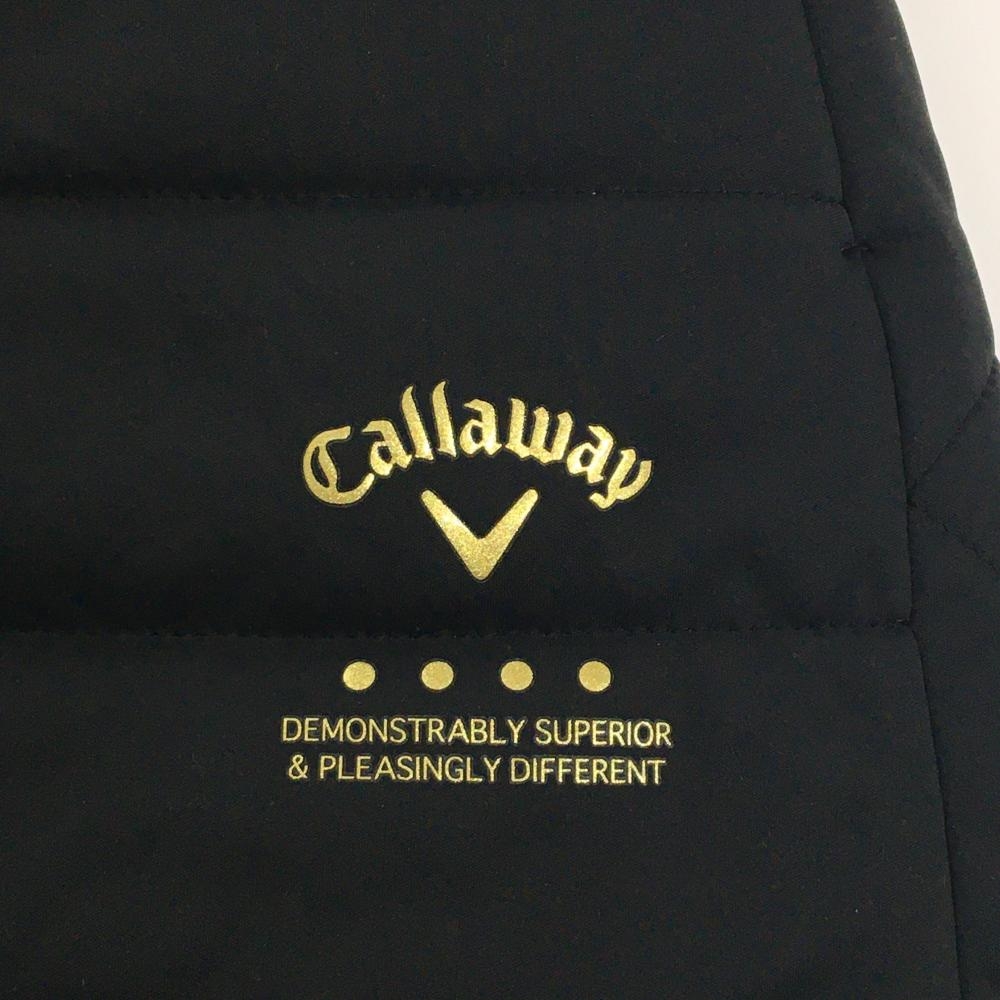 Callaway
DEMONSTRABLY SUPERIOR
& PLEASINGLY DIFFERENT